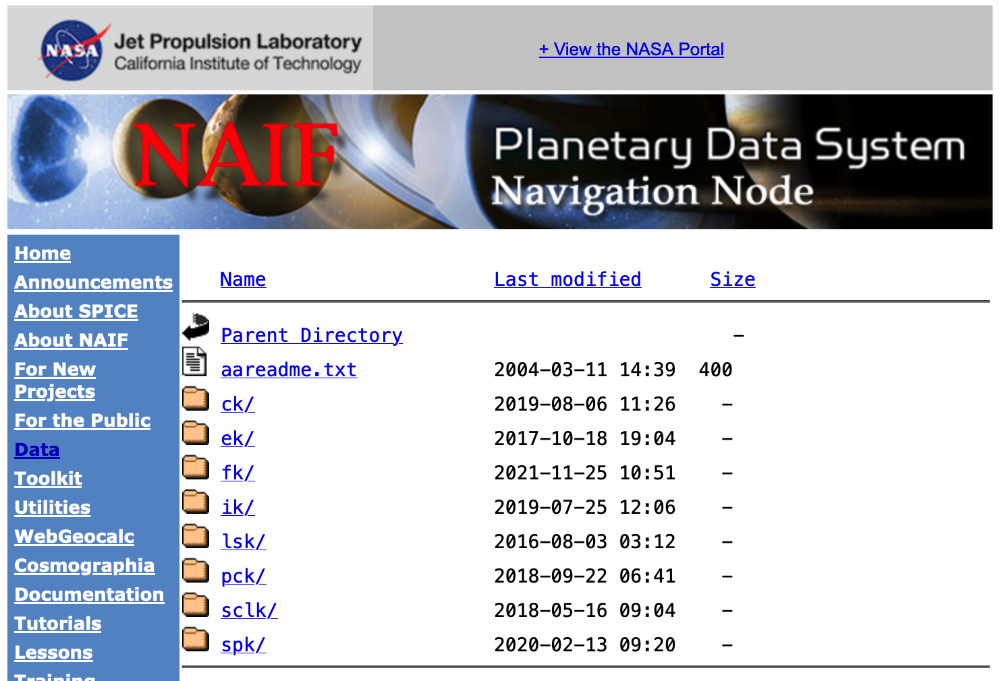 NASA
Jet Propulsion Laboratory
California Institute of Technology
+ View the NASA Portal
NAIF
Planetary Data System
Navigation Node
Home
Announcements
About SPICE
About NAIF
For New
Projects
For the Public
Data
Toolkit
Utilities
WebGeocalc
Cosmographia
Documentation
Tutorials
Lessons
Training
Name Last modified Size
Parent Directory -
aareadme.txt 2004-03-11 14:39 400
ck/ 2019-08-06 11:26 -
ek/ 2017-10-18 19:04 -
fk/ 2021-11-25 10:51 -
ik/ 2019-07-25 12:06 -
lsk/ 2016-08-03 03:12 -
pck/ 2018-09-22 06:41 -
sclk/ 2018-05-16 09:04 -
spk/ 2020-02-13 09:20 -